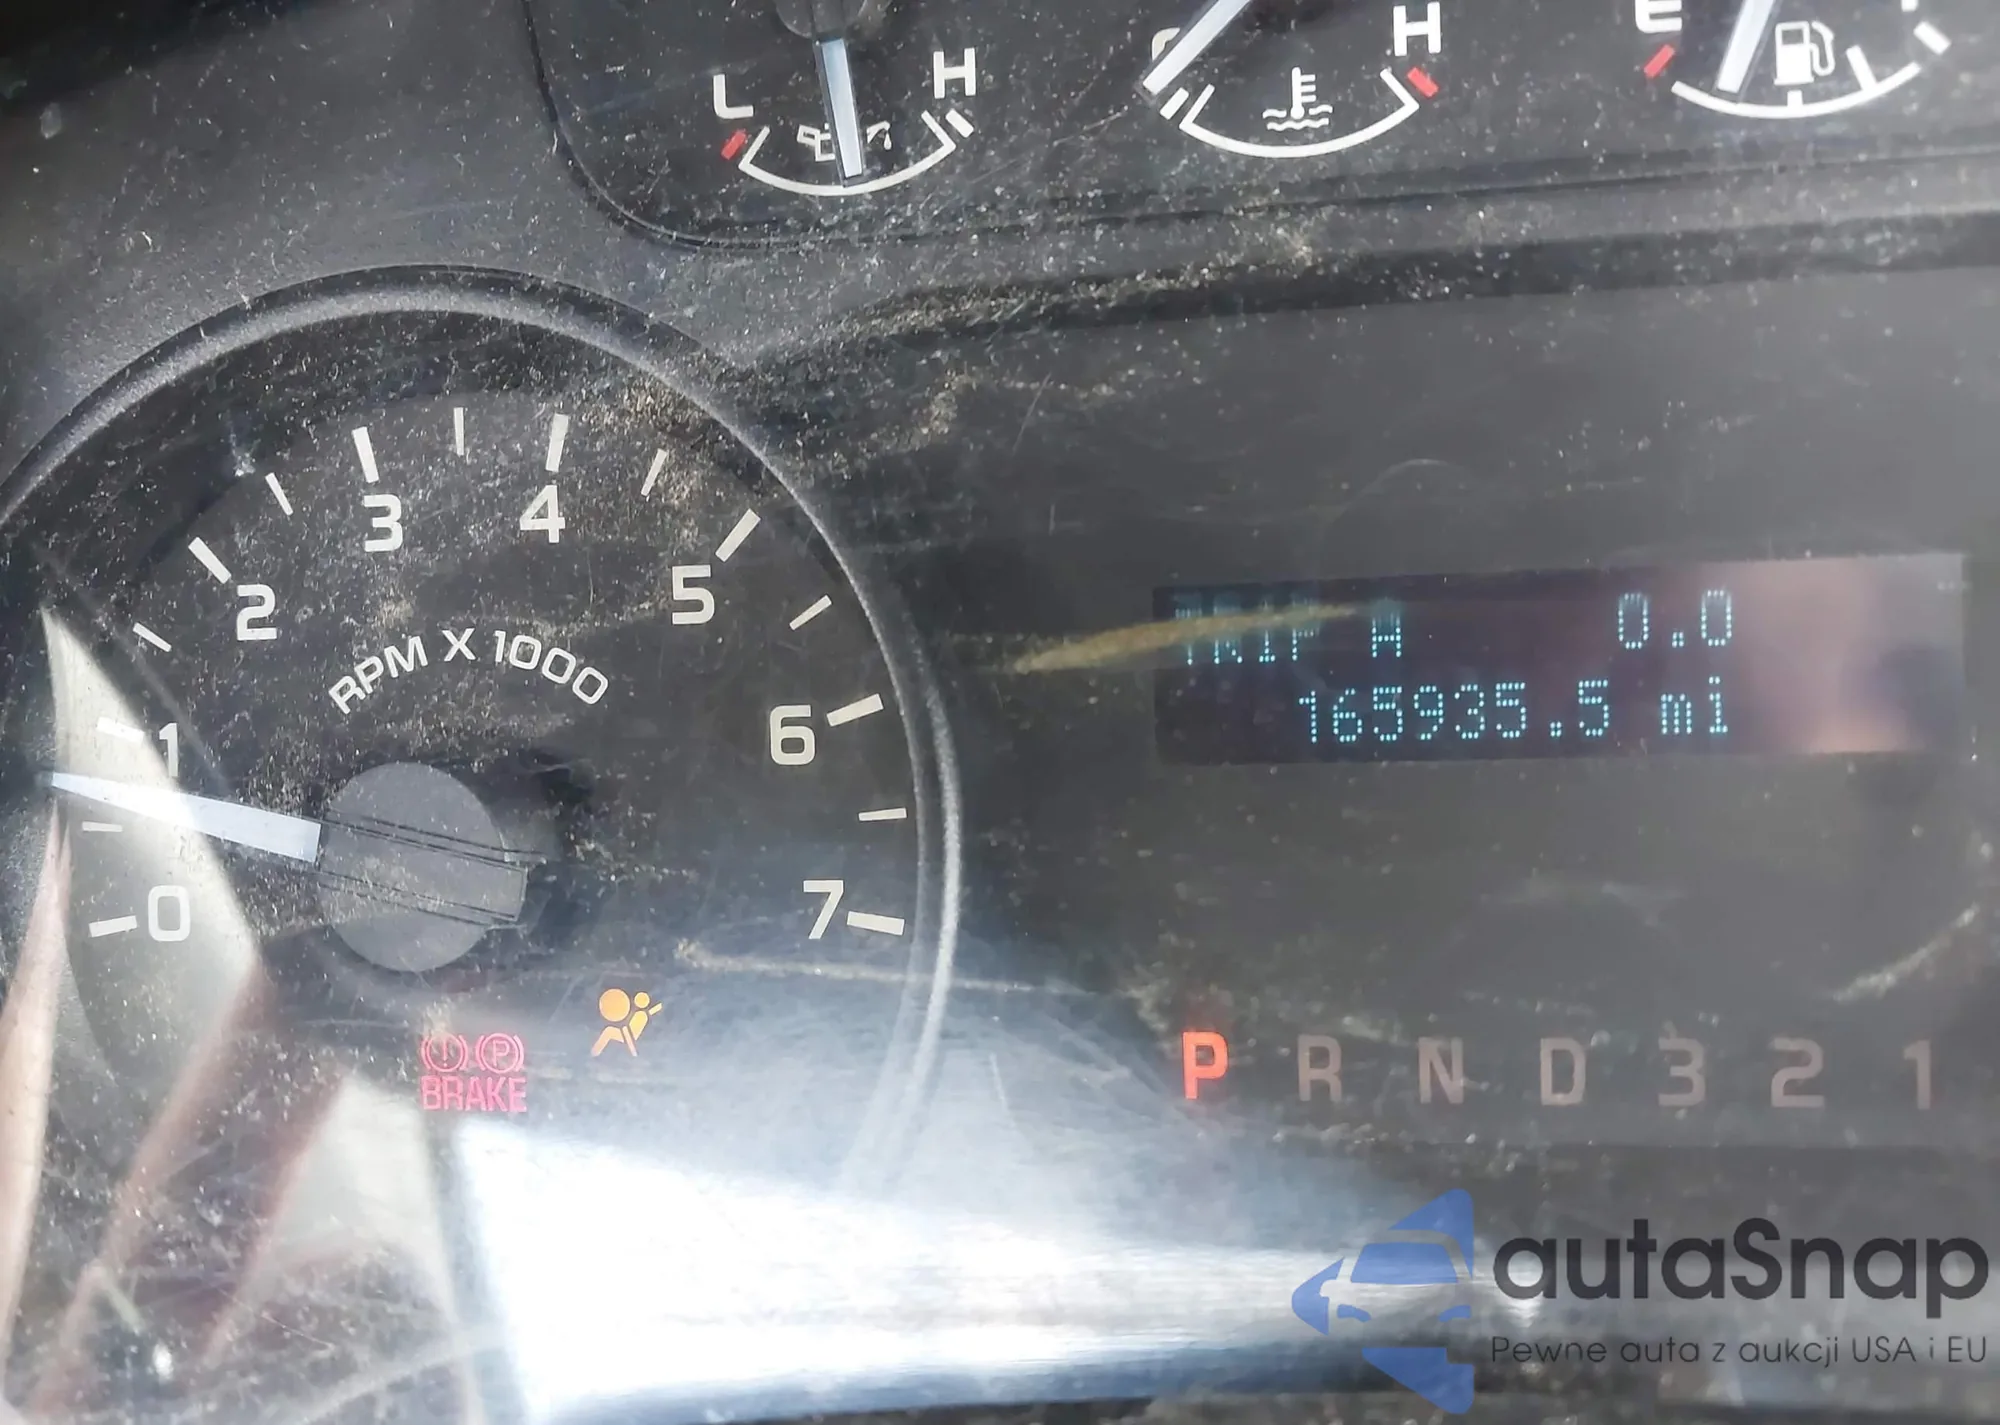 L H
H
E
3 4
2 5
RPM X 1000
1 6
0 7
TRIP A 0.0
165935.5 mi
P
BRAKE
P R N D 3 2 1
autaSnap
Pewne auta z aukcji USA i EU